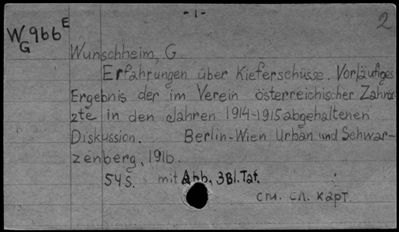 - 1 -
2
W 966 E
G
Wunschheim, G
Erfahrungen über Kieferschüsse. Vorläufiges
Ergebnis der im Verein österreichischer Zahnä-
zte in den Jahren 1914-1915 abgehaltenen
Diskussion. Berlin-Wien Urban und Schwar-
zenberg, 1916.
54 S. mit Abb., 3 Bl. Taf.
см. сл. карт.